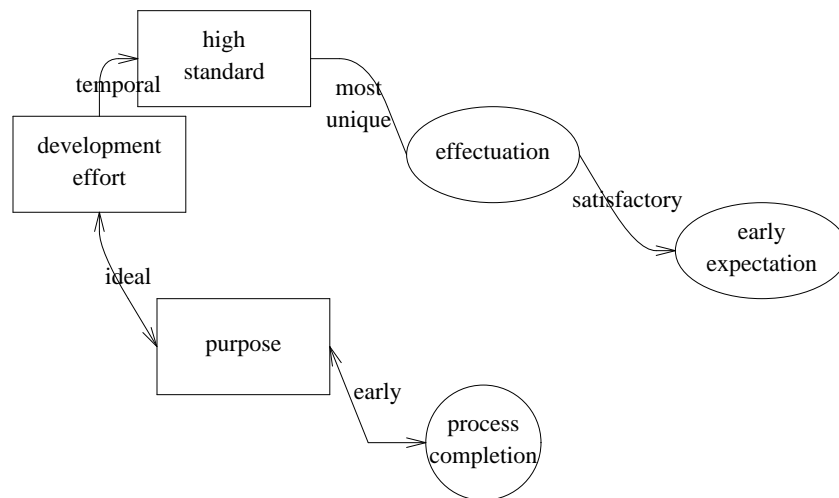 high
standard
temporal
most
unique
development
effort
effectuation
satisfactory
early
expectation
ideal
purpose
early
process
completion